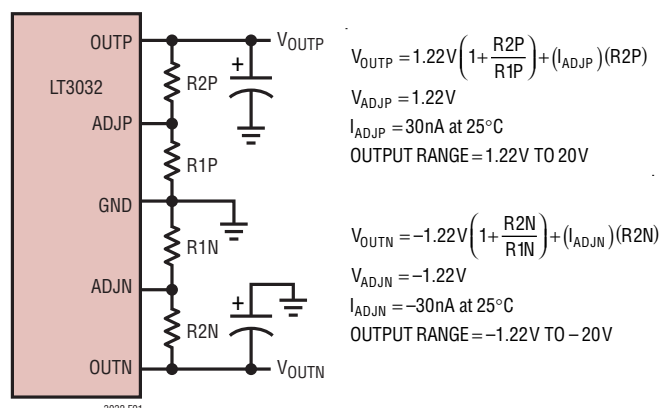 OUTP
LT3032
ADJP
GND
ADJN
OUTN
R2P
R1P
R1N
R2N
+
+
VOUTP
VOUTN
VOUTP = 1.22V(1+ R2P/R1P)+(IADJP)(R2P)
VADJP = 1.22V
IADJP = 30nA at 25°C
OUTPUT RANGE = 1.22V TO 20V
VOUTN = –1.22V(1+ R2N/R1N)+(IADJN)(R2N)
VADJN = –1.22V
IADJN = –30nA at 25°C
OUTPUT RANGE = –1.22V TO –20V